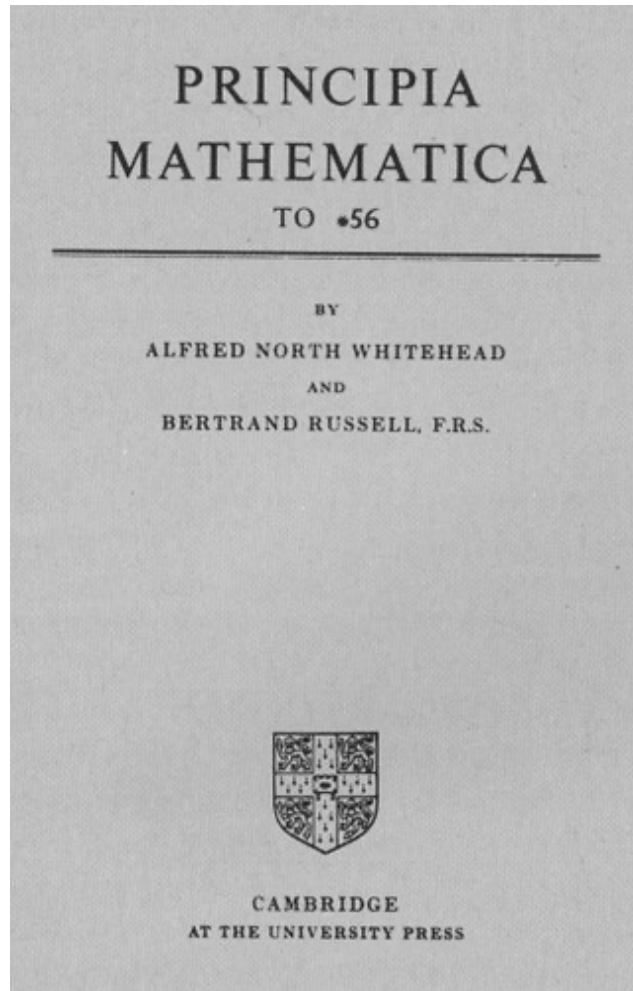 PRINCIPIA
MATHEMATICA
TO *56
BY
ALFRED NORTH WHITEHEAD
AND
BERTRAND RUSSELL, F.R.S.
CAMBRIDGE
AT THE UNIVERSITY PRESS